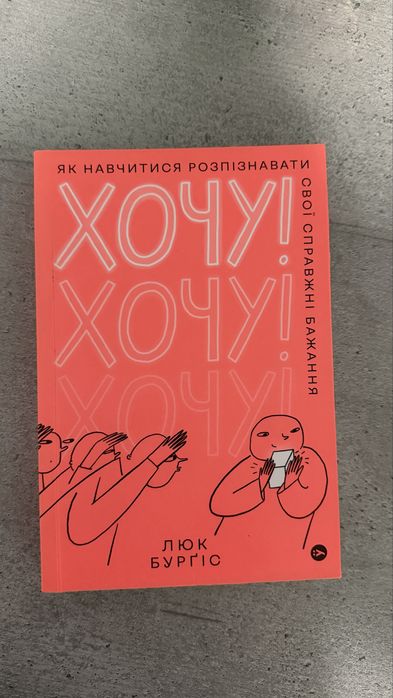 ЯК НАВЧИТИСЯ РОЗПІЗНАВАТИ
СВОЇ СПРАВЖНІ БАЖАННЯ
ХОЧУ!
ХОЧУ!
ХОЧУ!
ЛЮК
БУРҐІС